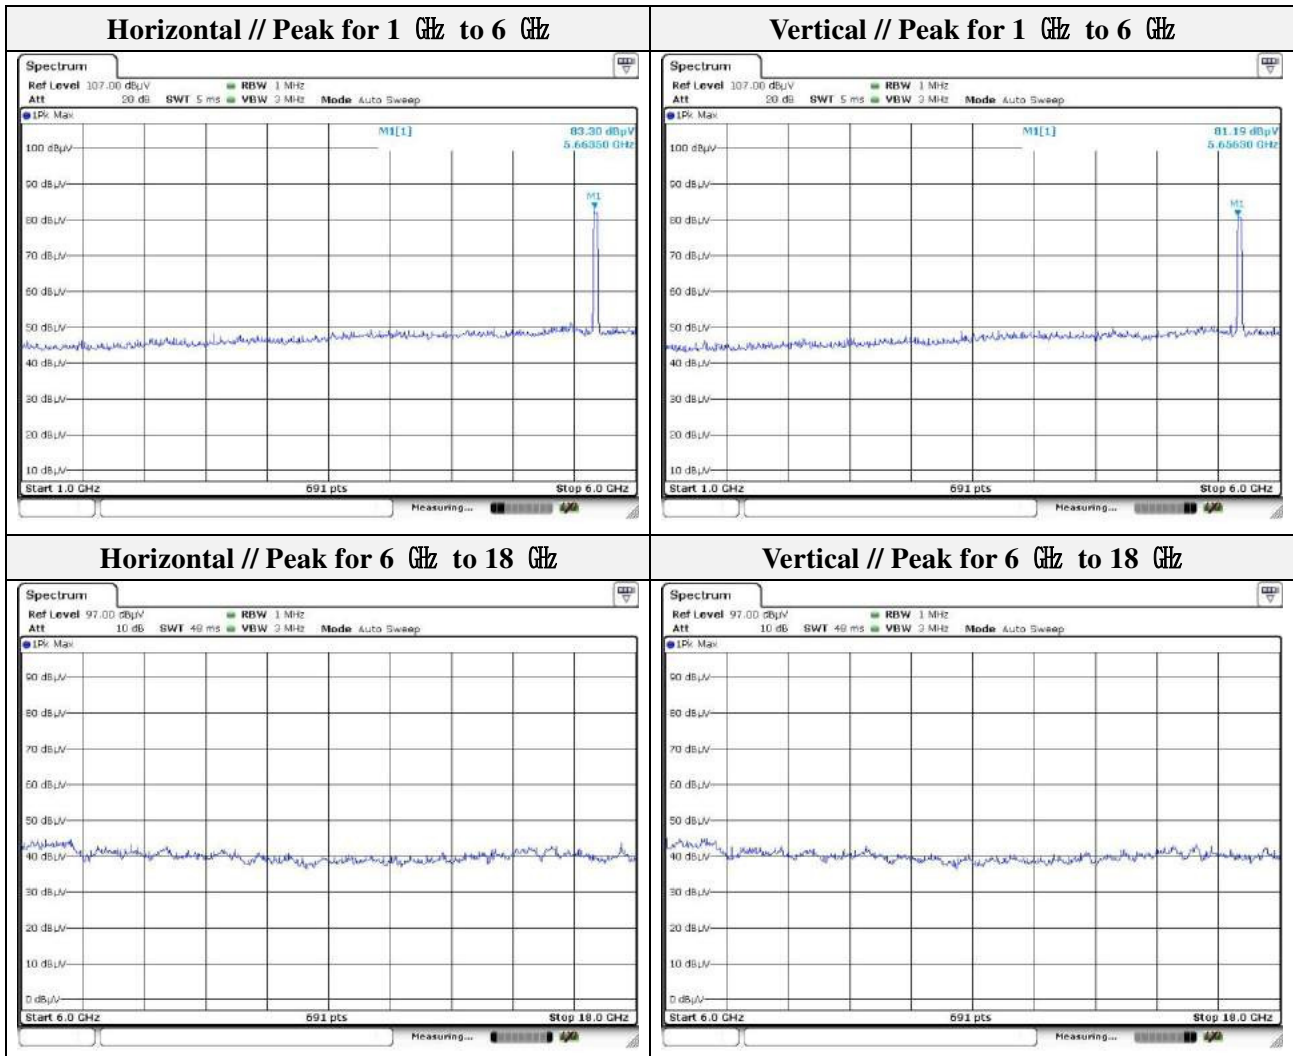 Horizontal // Peak for 1 ㎓ to 6 ㎓
Spectrum
Ref Level 107.00 dBµV RBW 1 MHz
Att 20 dB SWT 5 ms VBW 3 MHz Mode Auto Sweep
1Pk Max
M1[1] 83.30 dBµV
5.66350 GHz
100 dBµV
90 dBµV
M1
80 dBµV
70 dBµV
60 dBµV
50 dBµV
40 dBµV
30 dBµV
20 dBµV
10 dBµV
Start 1.0 GHz 691 pts Stop 6.0 GHz
Measuring...
Vertical // Peak for 1 ㎓ to 6 ㎓
Spectrum
Ref Level 107.00 dBµV RBW 1 MHz
Att 20 dB SWT 5 ms VBW 3 MHz Mode Auto Sweep
1Pk Max
M1[1] 81.19 dBµV
5.65630 GHz
100 dBµV
90 dBµV
M1
80 dBµV
70 dBµV
60 dBµV
50 dBµV
40 dBµV
30 dBµV
20 dBµV
10 dBµV
Start 1.0 GHz 691 pts Stop 6.0 GHz
Measuring...
Horizontal // Peak for 6 ㎓ to 18 ㎓
Spectrum
Ref Level 97.00 dBµV RBW 1 MHz
Att 10 dB SWT 48 ms VBW 3 MHz Mode Auto Sweep
1Pk Max
90 dBµV
80 dBµV
70 dBµV
60 dBµV
50 dBµV
40 dBµV
30 dBµV
20 dBµV
10 dBµV
0 dBµV
Start 6.0 GHz 691 pts Stop 18.0 GHz
Measuring...
Vertical // Peak for 6 ㎓ to 18 ㎓
Spectrum
Ref Level 97.00 dBµV RBW 1 MHz
Att 10 dB SWT 48 ms VBW 3 MHz Mode Auto Sweep
1Pk Max
90 dBµV
80 dBµV
70 dBµV
60 dBµV
50 dBµV
40 dBµV
30 dBµV
20 dBµV
10 dBµV
0 dBµV
Start 6.0 GHz 691 pts Stop 18.0 GHz
Measuring...